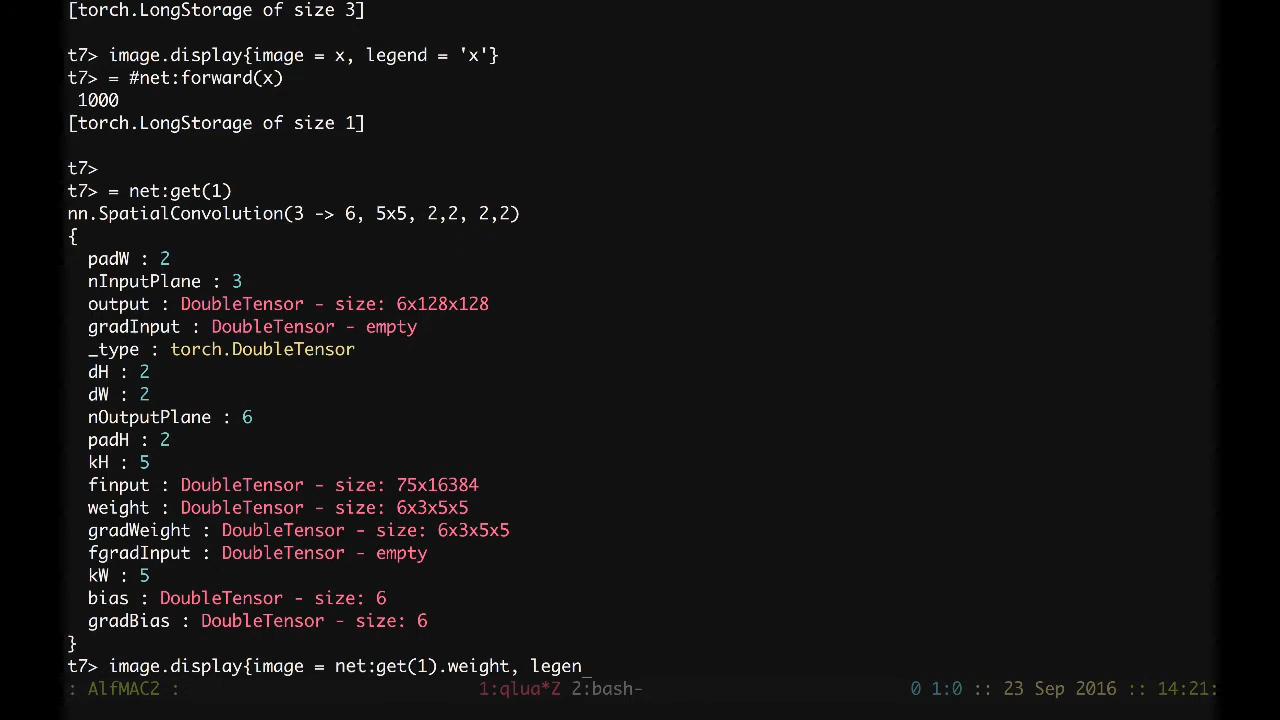 [torch.LongStorage of size 3]
t7> image.display{image = x, legend = 'x'}
t7> = #net:forward(x)
1000
[torch.LongStorage of size 1]
t7>
t7> = net:get(1)
nn.SpatialConvolution(3 -> 6, 5x5, 2,2, 2,2)
{
padW : 2
nInputPlane : 3
output : DoubleTensor - size: 6x128x128
gradInput : DoubleTensor - empty
_type : torch.DoubleTensor
dH : 2
dW : 2
nOutputPlane : 6
padH : 2
kH : 5
finput : DoubleTensor - size: 75x16384
weight : DoubleTensor - size: 6x3x5x5
gradWeight : DoubleTensor - size: 6x3x5x5
fgradInput : DoubleTensor - empty
kW : 5
bias : DoubleTensor - size: 6
gradBias : DoubleTensor - size: 6
}
t7> image.display{image = net:get(1).weight, legen_
: AlfMAC2 : 1:qlua*Z 2:bash- 0 1:0 :: 23 Sep 2016 :: 14:21: